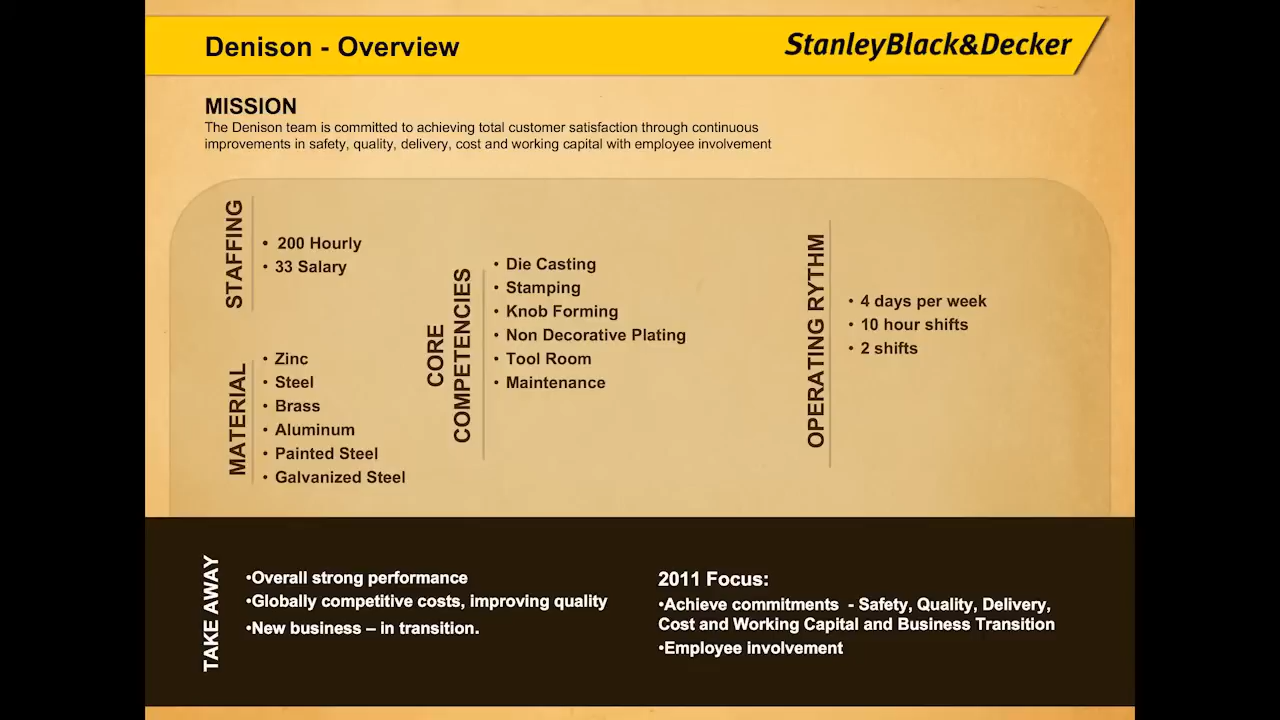 Denison - Overview
StanleyBlack&Decker
MISSION
The Denison team is committed to achieving total customer satisfaction through continuous
improvements in safety, quality, delivery, cost and working capital with employee involvement
STAFFING
• 200 Hourly
• 33 Salary
MATERIAL
• Zinc
• Steel
• Brass
• Aluminum
• Painted Steel
• Galvanized Steel
CORE
COMPETENCIES
• Die Casting
• Stamping
• Knob Forming
• Non Decorative Plating
• Tool Room
• Maintenance
OPERATING RYTHM
• 4 days per week
• 10 hour shifts
• 2 shifts
TAKE AWAY
•Overall strong performance
•Globally competitive costs, improving quality
•New business – in transition.
2011 Focus:
•Achieve commitments - Safety, Quality, Delivery,
Cost and Working Capital and Business Transition
•Employee involvement